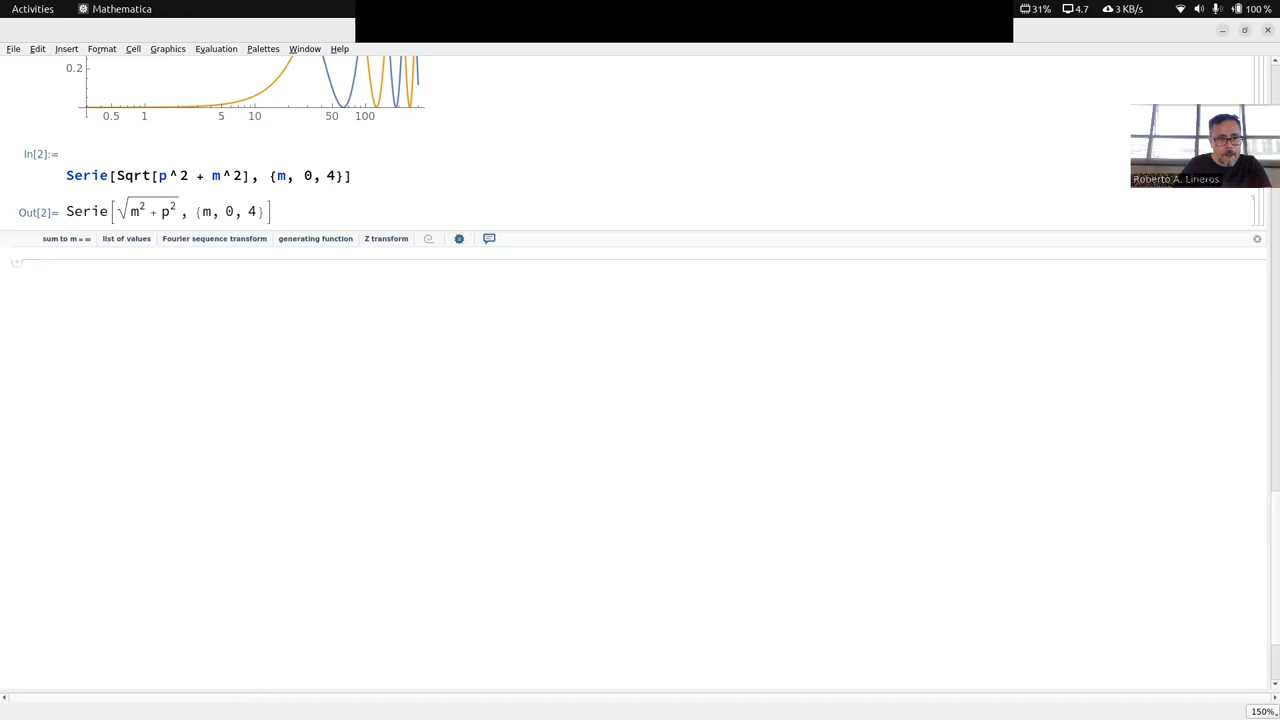 Activities Mathematica 31% 4.7 3 KB/s 100 %
File Edit Insert Format Cell Graphics Evaluation Palettes Window Help
0.2
0.5 1 5 10 50 100
In[2]:=
Serie[Sqrt[p^2 + m^2], {m, 0, 4}]
Out[2]= Serie[√m² + p², {m, 0, 4}]
sum to m = ∞ list of values Fourier sequence transform generating function Z transform
Roberto A. Lineros
150%